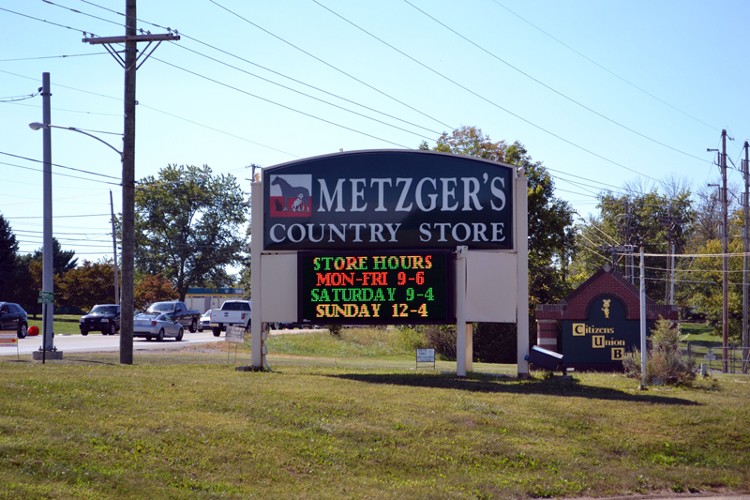 METZGER'S
COUNTRY STORE
STORE HOURS
MON-FRI 9-6
SATURDAY 9-4
SUNDAY 12-4
Citizens
Union